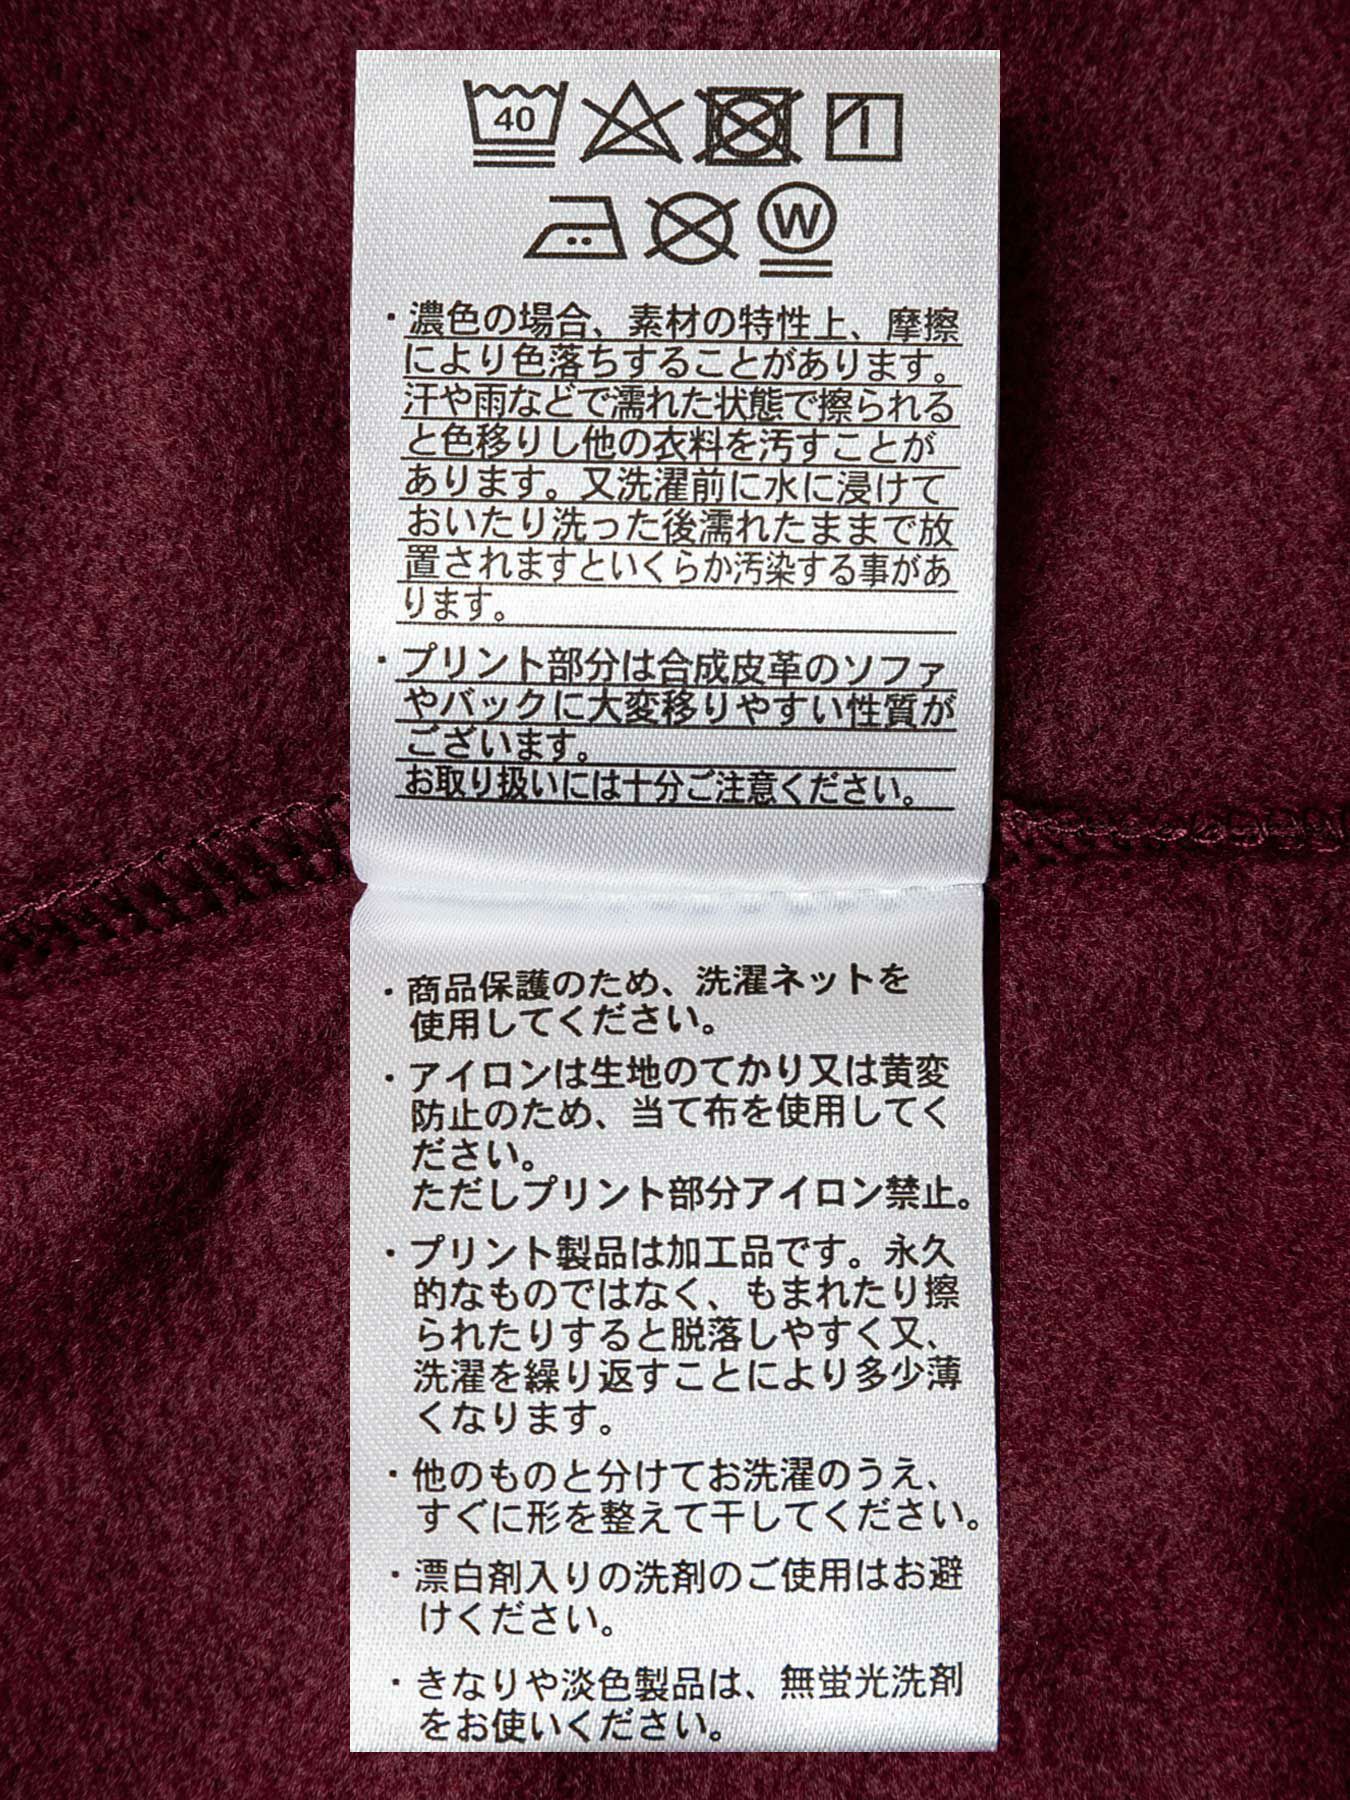 40
W
・濃色の場合、素材の特性上、摩擦
により色落ちすることがあります。
汗や雨などで濡れた状態で擦られる
と色移りし他の衣料を汚すことが
あります。又洗濯前に水に浸けて
おいたり洗った後濡れたままで放
置されますといくらか汚染する事があ
ります。
・プリント部分は合成皮革のソファ
やバックに大変移りやすい性質が
ございます。
お取り扱いには十分ご注意ください。
・商品保護のため、洗濯ネットを
使用してください。
・アイロンは生地のてかり又は黄変
防止のため、当て布を使用してく
ださい。
ただしプリント部分アイロン禁止。
・プリント製品は加工品です。永久
的なものではなく、もまれたり擦
られたりすると脱落しやすく又、
洗濯を繰り返すことにより多少薄
くなります。
・他のものと分けてお洗濯のうえ、
すぐに形を整えて干してください。
・漂白剤入りの洗剤のご使用はお避
けください。
・きなりや淡色製品は、無蛍光洗剤
をお使いください。